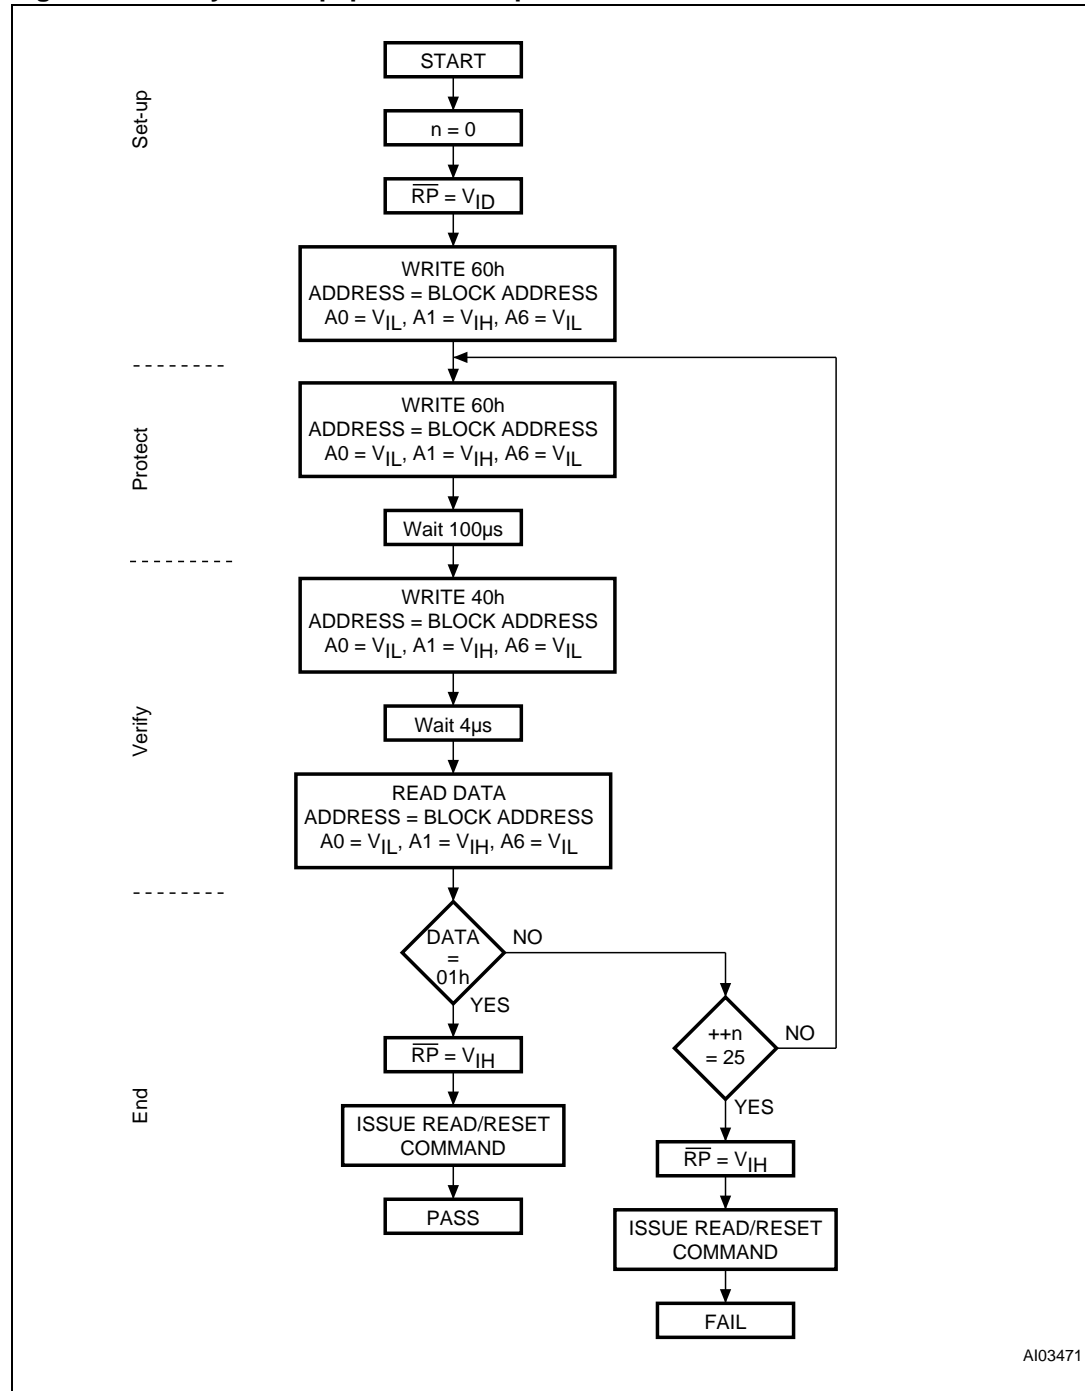 START
Set-up
n = 0
R̅P̅ = VID
WRITE 60h
ADDRESS = BLOCK ADDRESS
A0 = VIL, A1 = VIH, A6 = VIL
Protect
WRITE 60h
ADDRESS = BLOCK ADDRESS
A0 = VIL, A1 = VIH, A6 = VIL
Wait 100µs
Verify
WRITE 40h
ADDRESS = BLOCK ADDRESS
A0 = VIL, A1 = VIH, A6 = VIL
Wait 4µs
READ DATA
ADDRESS = BLOCK ADDRESS
A0 = VIL, A1 = VIH, A6 = VIL
End
DATA
=
01h
NO
YES
++n
= 25
NO
YES
R̅P̅ = VIH
ISSUE READ/RESET
COMMAND
PASS
R̅P̅ = VIH
ISSUE READ/RESET
COMMAND
FAIL
AI03471